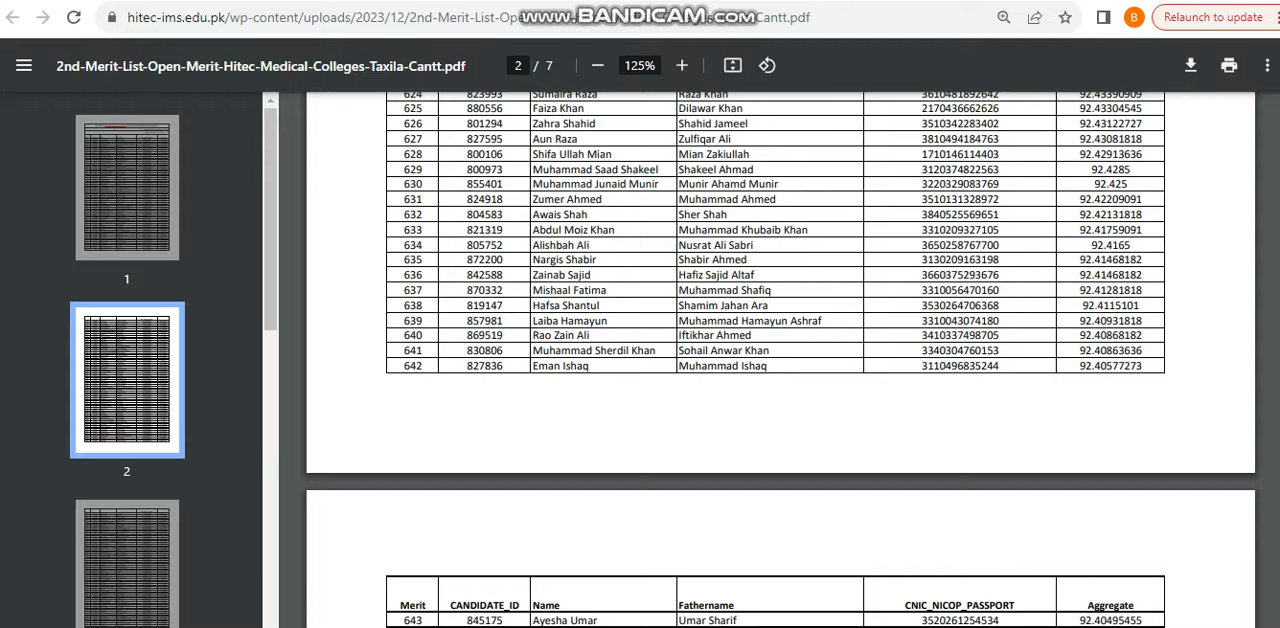 hitec-ims.edu.pk/wp-content/uploads/2023/12/2nd-Merit-List-Ope Cantt.pdf
www.BANDICAM.com
B
Relaunch to update
2nd-Merit-List-Open-Merit-Hitec-Medical-Colleges-Taxila-Cantt.pdf
2 / 7
125%
1
2
624 823993 Sumaira Raza Raza Khan 3610481892642 92.43390909
625 880556 Faiza Khan Dilawar Khan 2170436662626 92.43304545
626 801294 Zahra Shahid Shahid Jameel 3510342283402 92.43122727
627 827595 Aun Raza Zulfiqar Ali 3810494184763 92.43081818
628 800106 Shifa Ullah Mian Mian Zakiullah 1710146114403 92.42913636
629 800973 Muhammad Saad Shakeel Shakeel Ahmad 3120374822563 92.4285
630 855401 Muhammad Junaid Munir Munir Ahamd Munir 3220329083769 92.425
631 824918 Zumer Ahmed Muhammad Ahmed 3510131328972 92.42209091
632 804583 Awais Shah Sher Shah 3840525569651 92.42131818
633 821319 Abdul Moiz Khan Muhammad Khubaib Khan 3310209327105 92.41759091
634 805752 Alishbah Ali Nusrat Ali Sabri 3650258767700 92.4165
635 872200 Nargis Shabir Shabir Ahmed 3130209163198 92.41468182
636 842588 Zainab Sajid Hafiz Sajid Altaf 3660375293676 92.41468182
637 870332 Mishaal Fatima Muhammad Shafiq 3310056470160 92.41281818
638 819147 Hafsa Shantul Shamim Jahan Ara 3530264706368 92.4115101
639 857981 Laiba Hamayun Muhammad Hamayun Ashraf 3310043074180 92.40931818
640 869519 Rao Zain Ali Iftikhar Ahmed 3410337498705 92.40868182
641 830806 Muhammad Sherdil Khan Sohail Anwar Khan 3340304760153 92.40863636
642 827836 Eman Ishaq Muhammad Ishaq 3110496835244 92.40577273
Merit CANDIDATE_ID Name Fathername CNIC_NICOP_PASSPORT Aggregate
643 845175 Ayesha Umar Umar Sharif 3520261254534 92.40495455